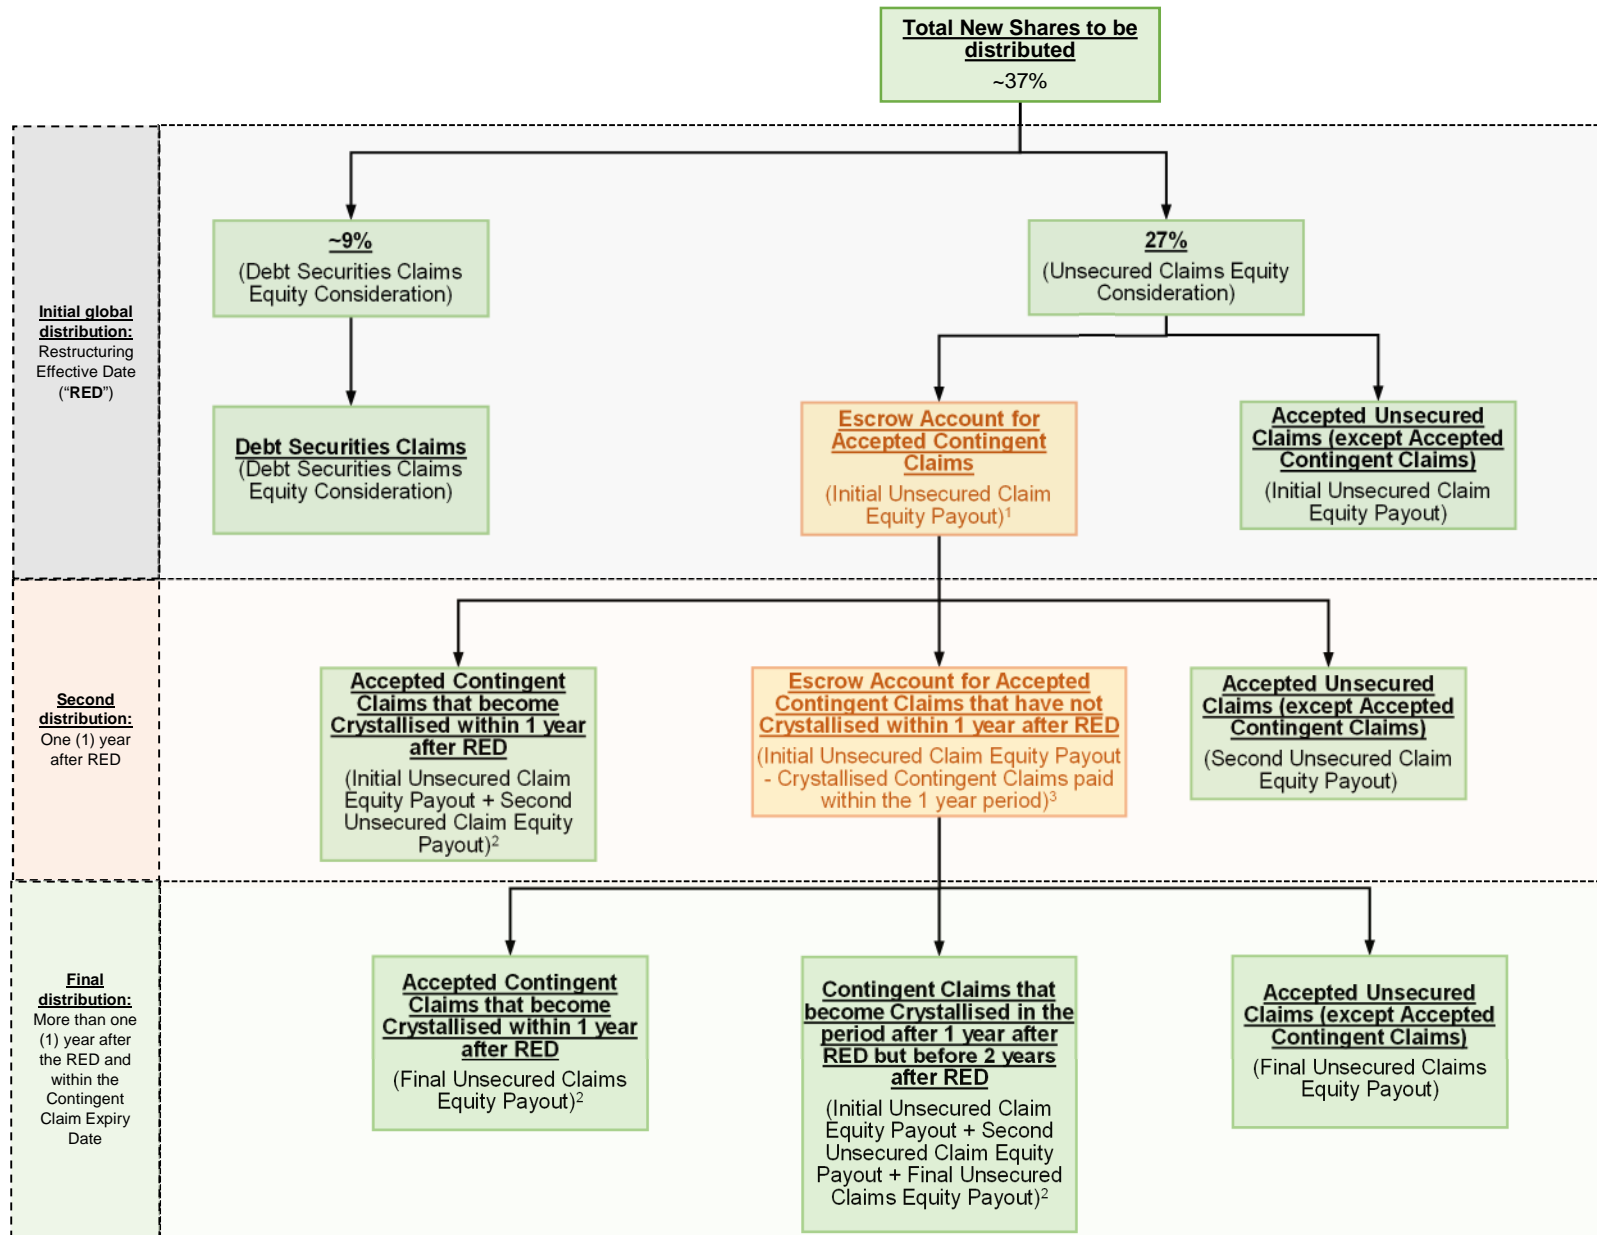 Total New Shares to be
distributed
~37%
Initial global
distribution:
Restructuring
Effective Date
(“RED”)
~9%
(Debt Securities Claims
Equity Consideration)
27%
(Unsecured Claims Equity
Consideration)
Debt Securities Claims
(Debt Securities Claims
Equity Consideration)
Escrow Account for
Accepted Contingent
Claims
(Initial Unsecured Claim
Equity Payout)¹
Accepted Unsecured
Claims (except Accepted
Contingent Claims)
(Initial Unsecured Claim
Equity Payout)
Second
distribution:
One (1) year
after RED
Accepted Contingent
Claims that become
Crystallised within 1 year
after RED
(Initial Unsecured Claim
Equity Payout + Second
Unsecured Claim Equity
Payout)²
Escrow Account for Accepted
Contingent Claims that have not
Crystallised within 1 year after RED
(Initial Unsecured Claim Equity Payout
- Crystallised Contingent Claims paid
within the 1 year period)³
Accepted Unsecured
Claims (except Accepted
Contingent Claims)
(Second Unsecured Claim
Equity Payout)
Final
distribution:
More than one
(1) year after
the RED and
within the
Contingent
Claim Expiry
Date
Accepted Contingent
Claims that become
Crystallised within 1 year
after RED
(Final Unsecured Claims
Equity Payout)²
Contingent Claims that
become Crystallised in the
period after 1 year after
RED but before 2 years
after RED
(Initial Unsecured Claim
Equity Payout + Second
Unsecured Claim Equity
Payout + Final Unsecured
Claims Equity Payout)²
Accepted Unsecured
Claims (except Accepted
Contingent Claims)
(Final Unsecured Claims
Equity Payout)